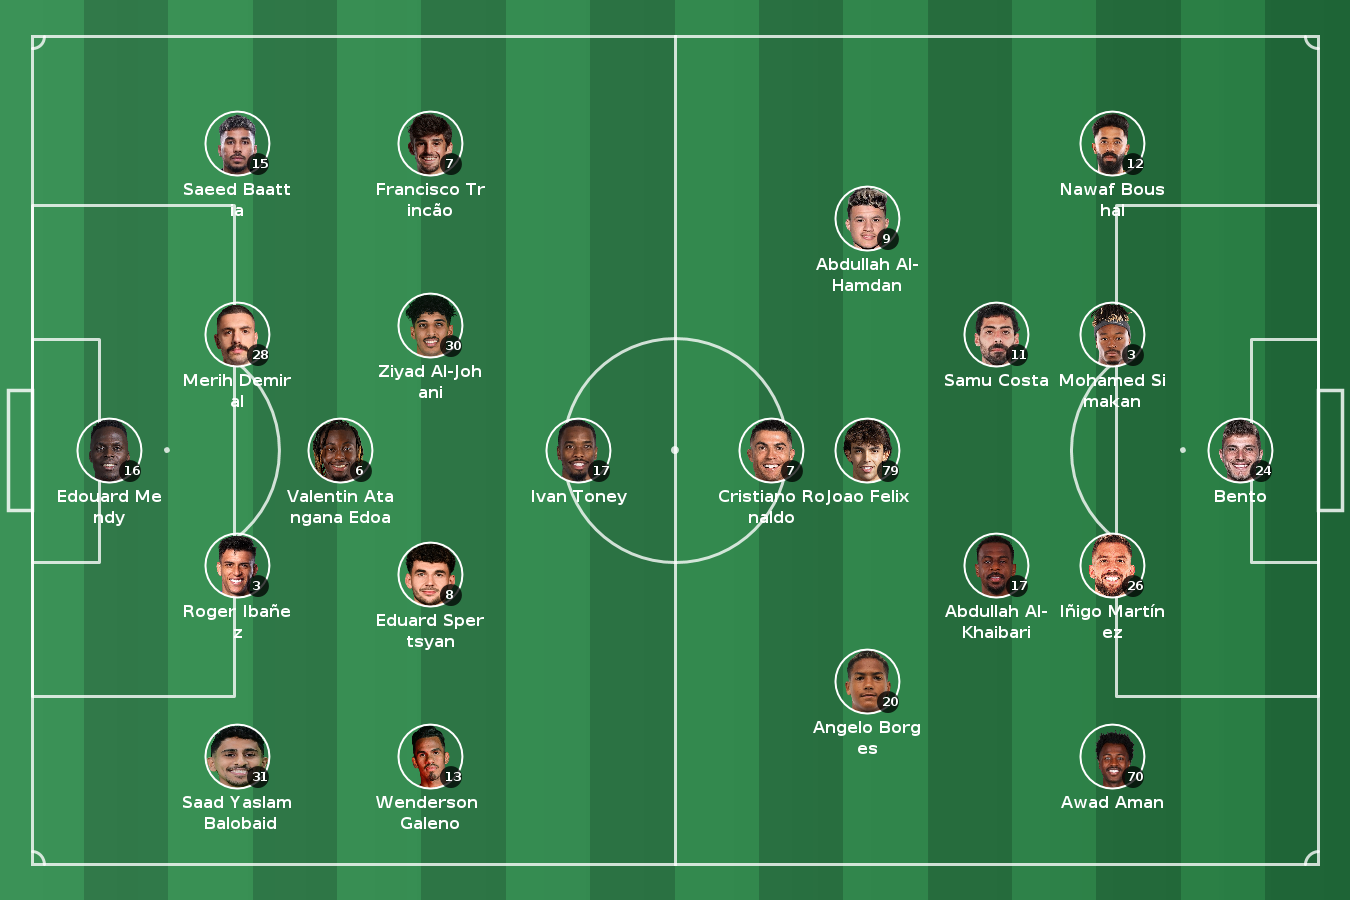 15
Saeed Baatt
ia
7
Francisco Tr
incão
12
Nawaf Bous
hal
9
Abdullah Al-
Hamdan
28
Merih Demir
al
30
Ziyad Al-Joh
ani
11
Samu Costa
3
Mohamed Si
makan
16
Edouard Me
ndy
6
Valentin Ata
ngana Edoa
17
Ivan Toney
7
Cristiano Ro
naldo
79
Joao Felix
24
Bento
3
Roger Ibañe
z
8
Eduard Sper
tsyan
17
Abdullah Al-
Khaibari
26
Iñigo Martín
ez
20
Angelo Borg
es
31
Saad Yaslam
Balobaid
13
Wenderson
Galeno
70
Awad Aman